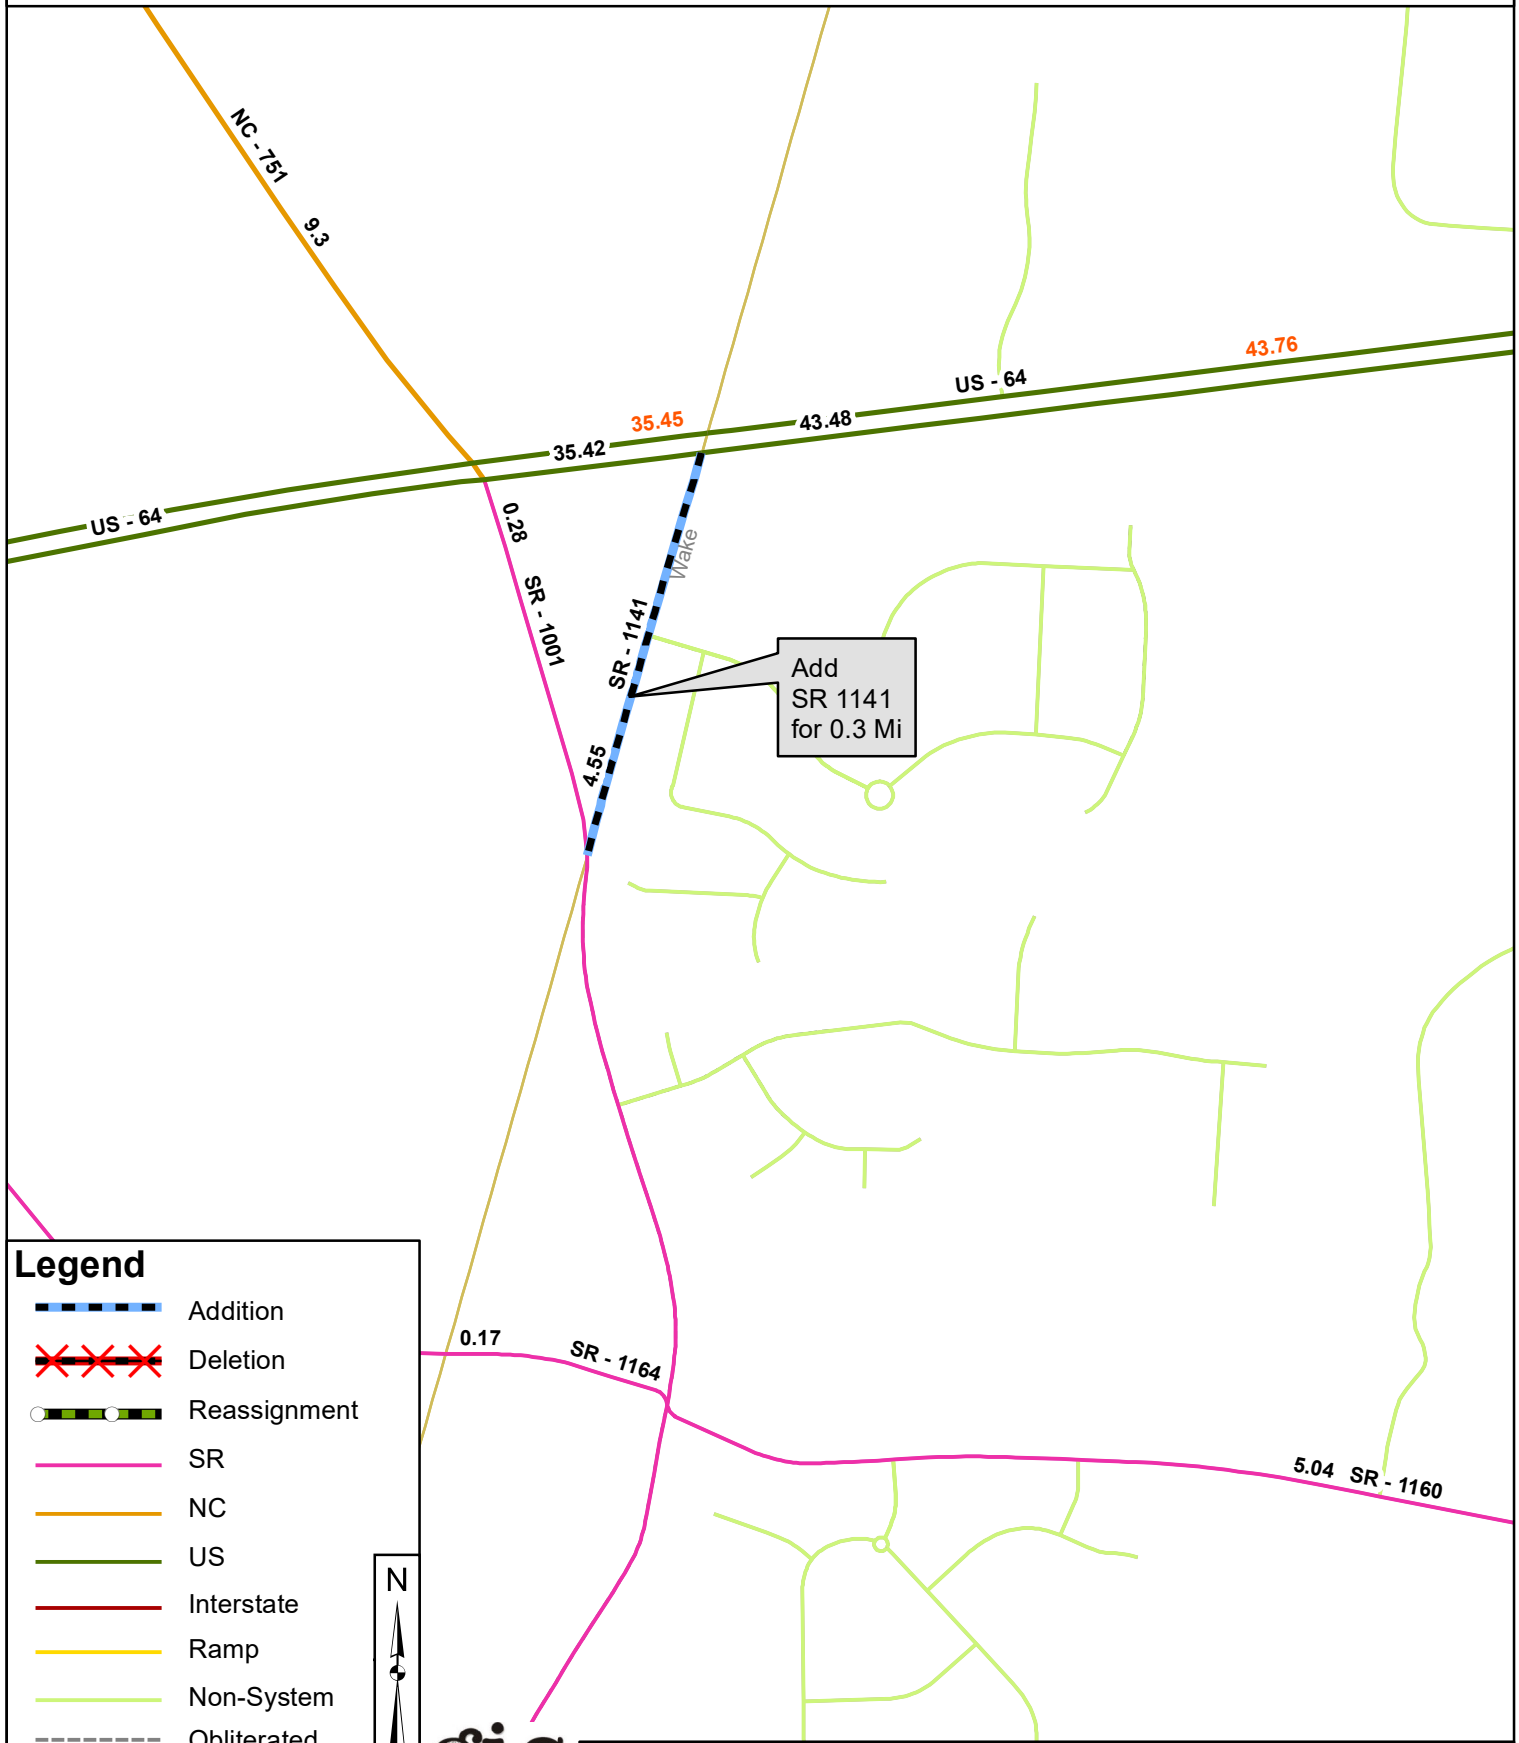 NC - 751
9.3
43.76
US - 64
35.45
43.48
35.42
US - 64
0.28
SR - 1001
Wake
SR - 1141
4.55
Add
SR 1141
for 0.3 Mi
0.17
SR - 1164
5.04 SR - 1160
Legend
Addition
Deletion
Reassignment
SR
NC
US
Interstate
Ramp
Non-System
Obliterated
N